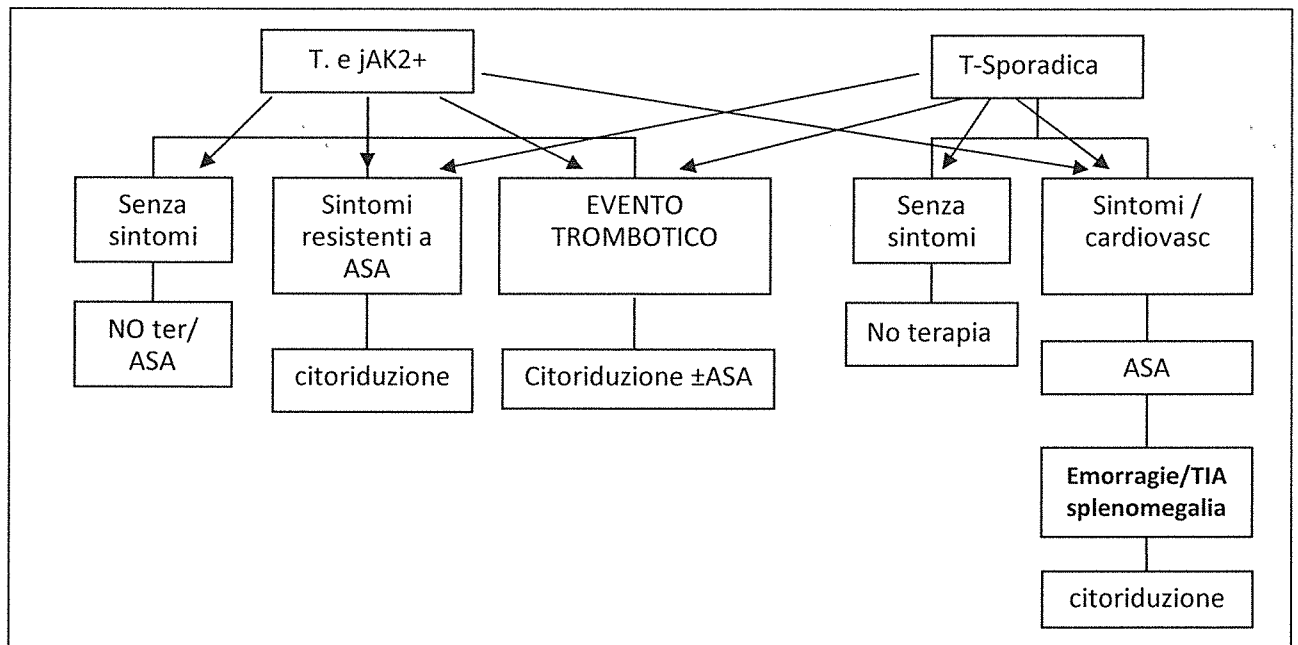 T. e jAK2+
T-Sporadica
Senza
sintomi
Sintomi
resistenti a
ASA
EVENTO
TROMBOTICO
Senza
sintomi
Sintomi /
cardiovasc
NO ter/
ASA
citoriduzione
Citoriduzione ±ASA
No terapia
ASA
Emorragie/TIA
splenomegalia
citoriduzione